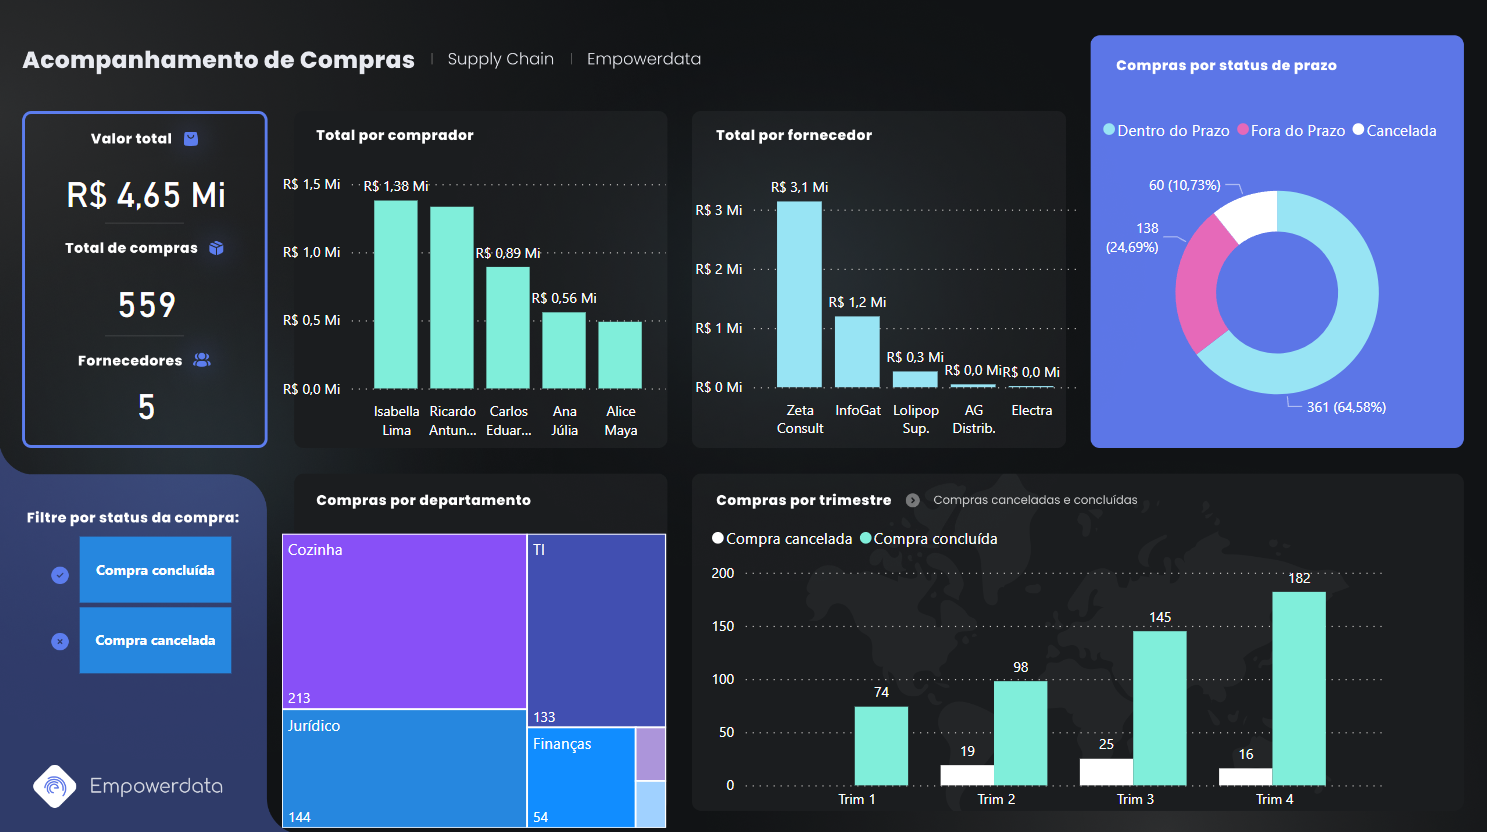 Acompanhamento de Compras
Supply Chain
Empowerdata
Valor total
R$ 4,65 Mi
Total de compras
559
Fornecedores
5
Total por comprador
R$ 1,5 Mi
R$ 1,0 Mi
R$ 0,5 Mi
R$ 0,0 Mi
R$ 1,38 Mi
R$ 0,89 Mi
R$ 0,56 Mi
Isabella
Lima
Ricardo
Antun...
Carlos
Eduar...
Ana
Júlia
Alice
Maya
Total por fornecedor
R$ 3 Mi
R$ 2 Mi
R$ 1 Mi
R$ 0 Mi
R$ 3,1 Mi
R$ 1,2 Mi
R$ 0,3 Mi
R$ 0,0 Mi
R$ 0,0 Mi
Zeta
Consult
InfoGat
Lolipop
Sup.
AG
Distrib.
Electra
Compras por status de prazo
Dentro do Prazo
Fora do Prazo
Cancelada
60 (10,73%)
138
(24,69%)
361 (64,58%)
Filtre por status da compra:
Compra concluída
Compra cancelada
Empowerdata
Compras por departamento
Cozinha
213
TI
133
Jurídico
144
Finanças
54
Compras por trimestre
Compras canceladas e concluídas
Compra cancelada
Compra concluída
200
150
100
50
0
74
19
98
25
145
16
182
Trim 1
Trim 2
Trim 3
Trim 4